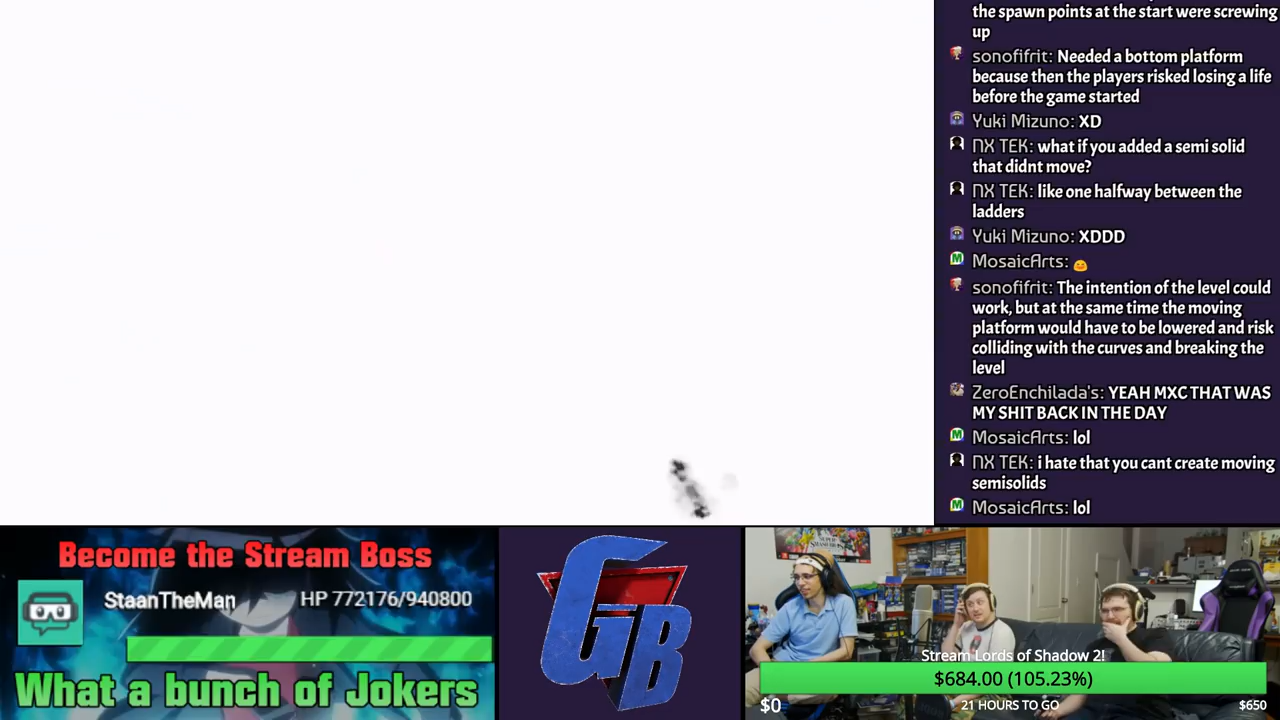 the spawn points at the start were screwing
up
sonofifrit: Needed a bottom platform
because then the players risked losing a life
before the game started
Yuki Mizuno: XD
NX TEK: what if you added a semi solid
that didnt move?
NX TEK: like one halfway between the
ladders
Yuki Mizuno: XDDD
MosaicArts:
sonofifrit: The intention of the level could
work, but at the same time the moving
platform would have to be lowered and risk
colliding with the curves and breaking the
level
ZeroEnchilada's: YEAH MXC THAT WAS
MY SHIT BACK IN THE DAY
MosaicArts: lol
NX TEK: i hate that you cant create moving
semisolids
MosaicArts: lol
Become the Stream Boss
StaanTheMan HP 772176/940800
What a bunch of Jokers
GB
Stream Lords of Shadow 2!
$684.00 (105.23%)
$0 21 HOURS TO GO $650